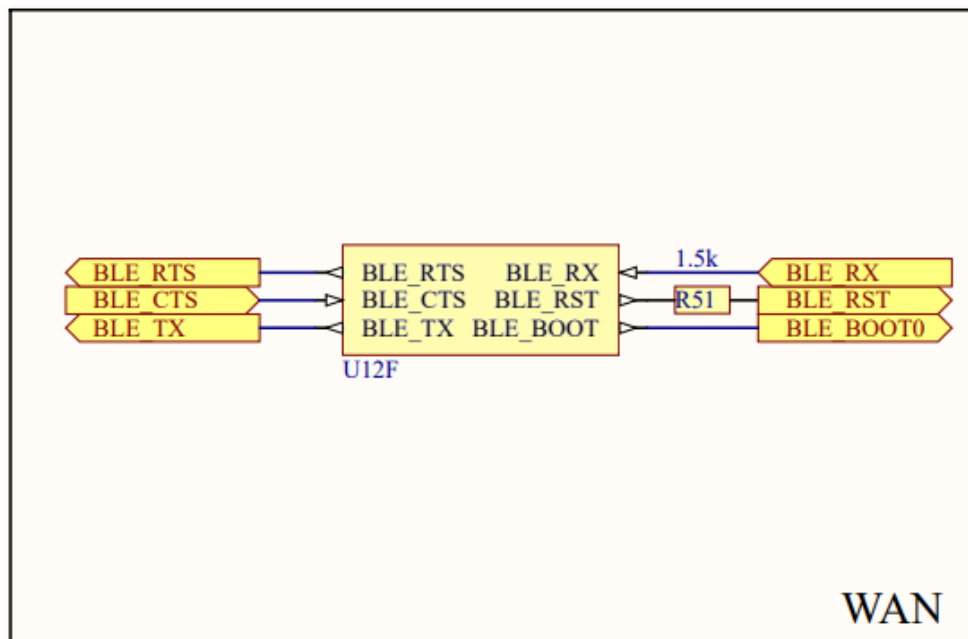 1.5k
BLE_RTS BLE_RTS BLE_RX BLE_RX
BLE_CTS BLE_CTS BLE_RST R51 BLE_RST
BLE_TX BLE_TX BLE_BOOT BLE_BOOT0
U12F
WAN